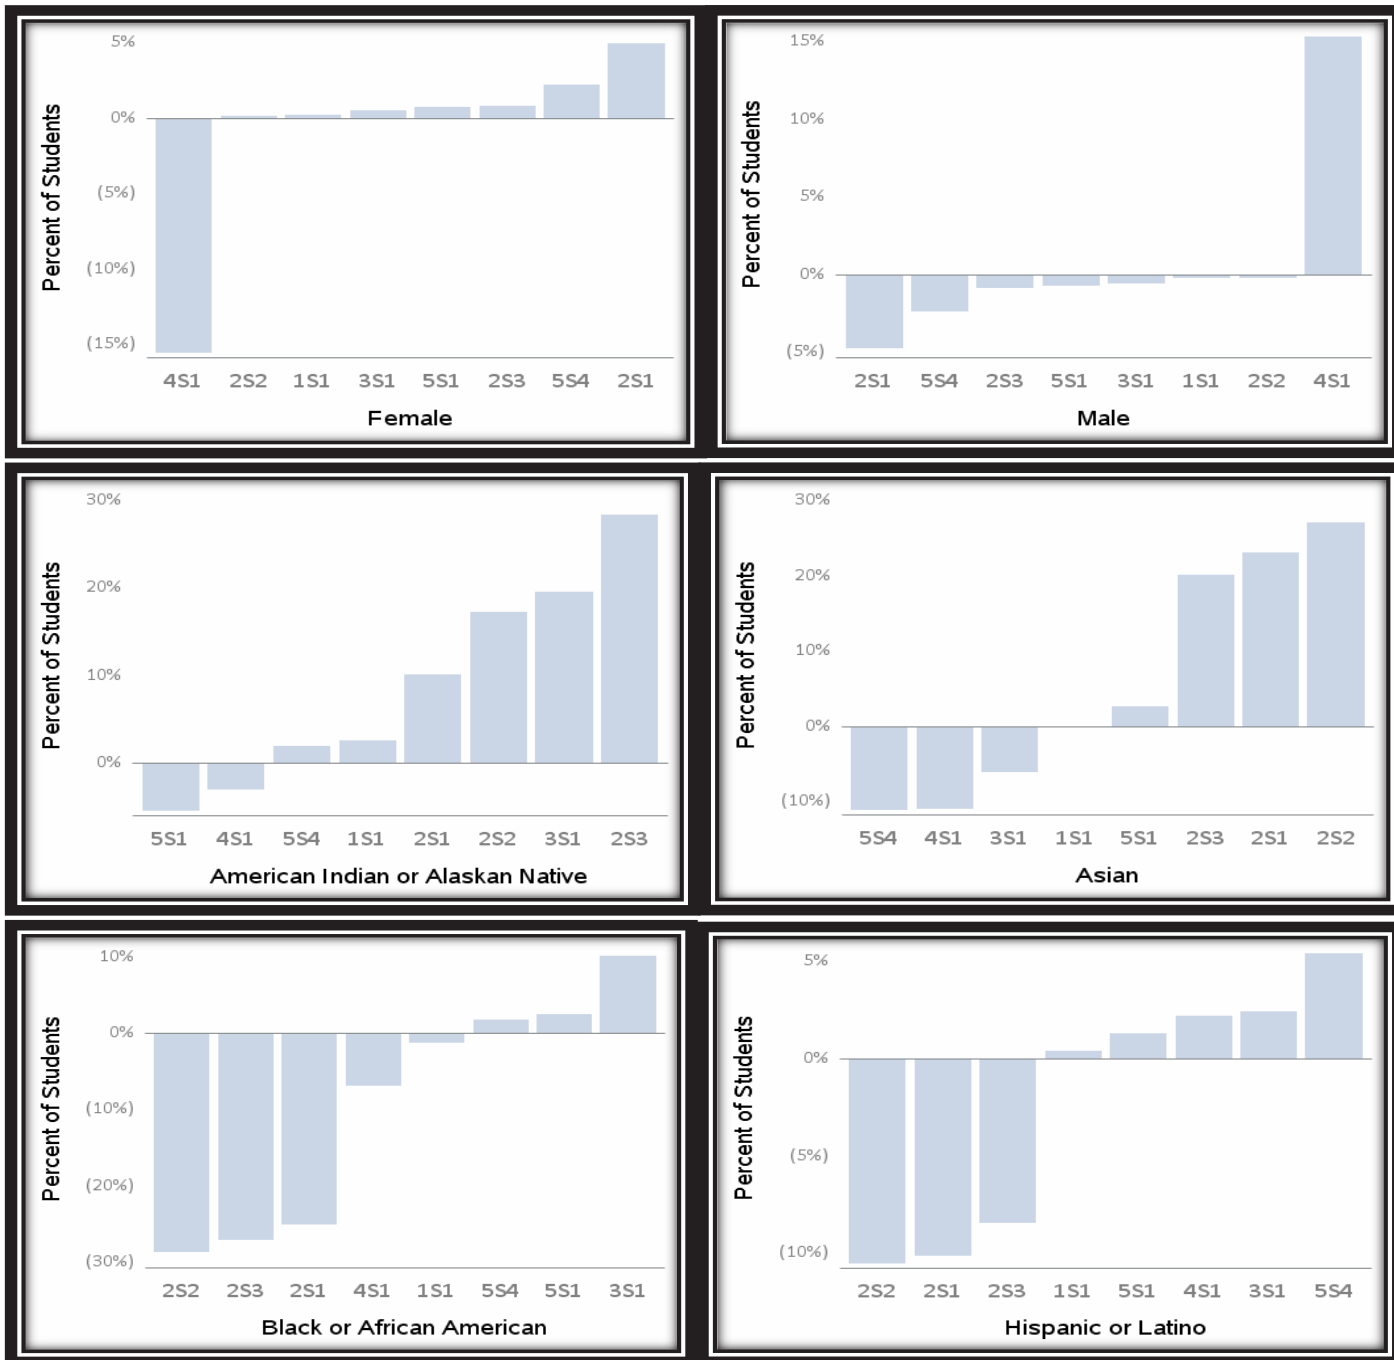 Percent of Students
5%
0%
(5%)
(10%)
(15%)
4S1 2S2 1S1 3S1 5S1 2S3 5S4 2S1
Female
Percent of Students
15%
10%
5%
0%
(5%)
2S1 5S4 2S3 5S1 3S1 1S1 2S2 4S1
Male
Percent of Students
30%
20%
10%
0%
5S1 4S1 5S4 1S1 2S1 2S2 3S1 2S3
American Indian or Alaskan Native
Percent of Students
30%
20%
10%
0%
(10%)
5S4 4S1 3S1 1S1 5S1 2S3 2S1 2S2
Asian
Percent of Students
10%
0%
(10%)
(20%)
(30%)
2S2 2S3 2S1 4S1 1S1 5S4 5S1 3S1
Black or African American
Percent of Students
5%
0%
(5%)
(10%)
2S2 2S1 2S3 1S1 5S1 4S1 3S1 5S4
Hispanic or Latino